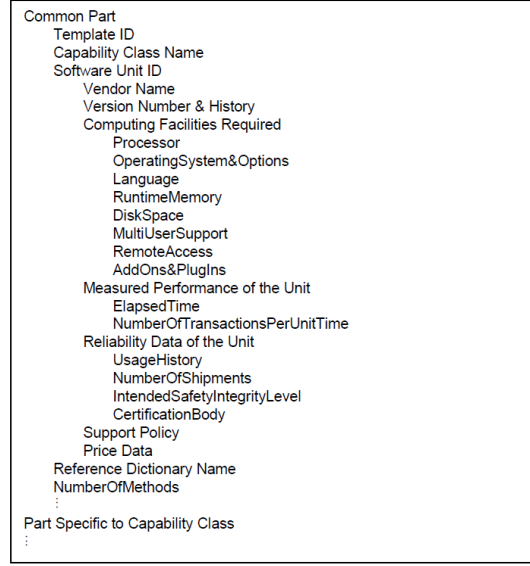 Common Part
Template ID
Capability Class Name
Software Unit ID
Vendor Name
Version Number & History
Computing Facilities Required
Processor
OperatingSystem&Options
Language
RuntimeMemory
DiskSpace
MultiUserSupport
RemoteAccess
AddOns&PlugIns
Measured Performance of the Unit
ElapsedTime
NumberOfTransactionsPerUnitTime
Reliability Data of the Unit
UsageHistory
NumberOfShipments
IntendedSafetyIntegrityLevel
CertificationBody
Support Policy
Price Data
Reference Dictionary Name
NumberOfMethods
⋮
Part Specific to Capability Class
⋮